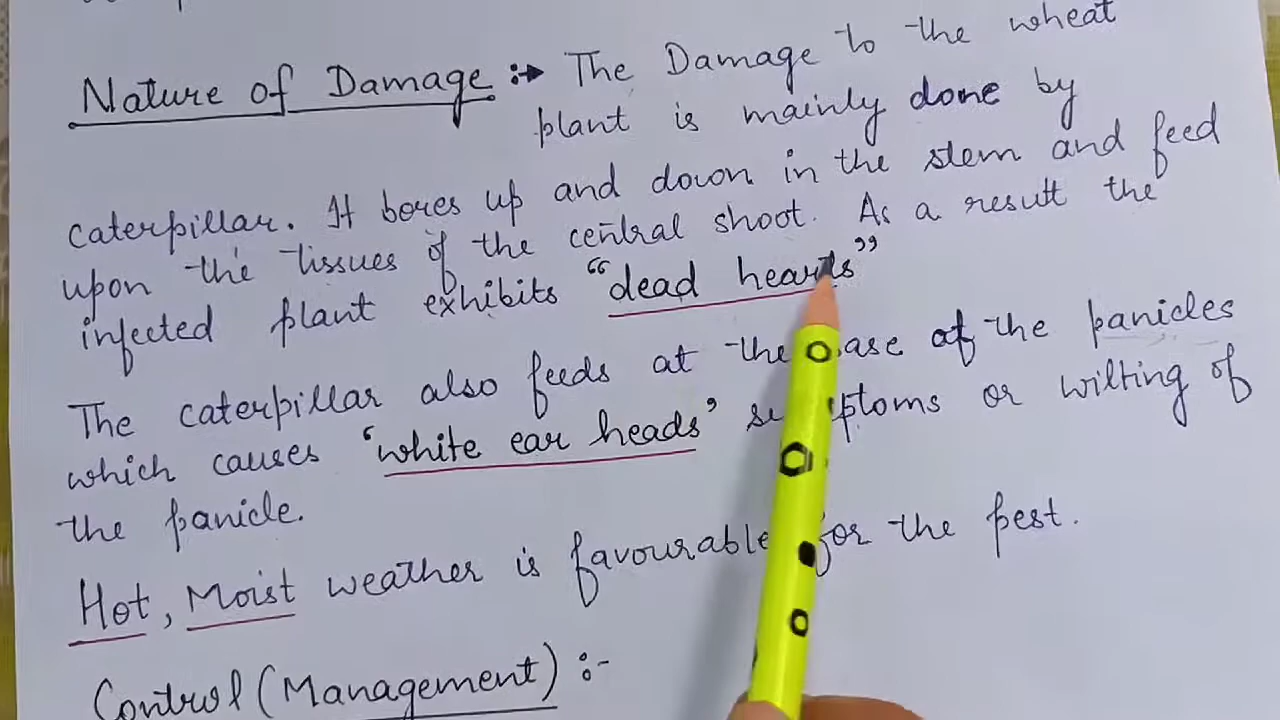 Nature of Damage :→ The Damage to the wheat
plant is mainly done by
caterpillar. It bores up and down in the stem and feed
upon the tissues of the central shoot. As a result the
infected plant exhibits “dead hearts”
The caterpillar also feeds at the base of the panicles
which causes ‘white ear heads’ symptoms or wilting of
the panicle.
Hot, Moist weather is favourable for the pest.
Control (Management) :-